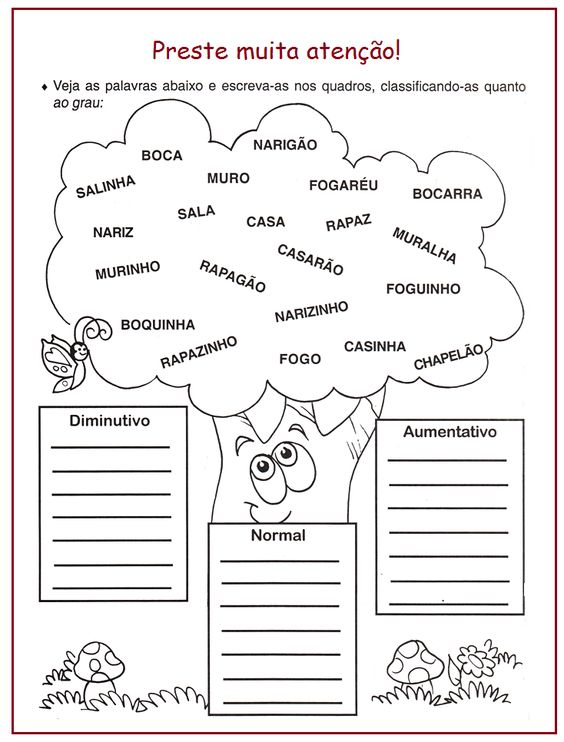 Preste muita atenção!
♦ Veja as palavras abaixo e escreva-as nos quadros, classificando-as quanto
ao grau:
BOCA
NARIGÃO
SALINHA
MURO
FOGARÉU
BOCARRA
SALA
CASA
RAPAZ
NARIZ
MURALHA
MURINHO
RAPAGÃO
CASARÃO
FOGUINHO
NARIZINHO
BOQUINHA
RAPAZINHO
FOGO
CASINHA
CHAPELÃO
Diminutivo
Aumentativo
Normal